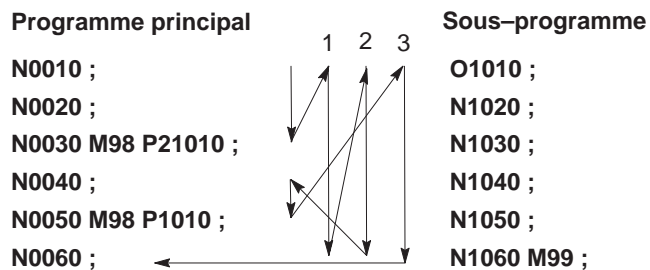 Programme principal
1 2 3
Sous–programme
N0010 ;
O1010 ;
N0020 ;
N1020 ;
N0030 M98 P21010 ;
N1030 ;
N0040 ;
N1040 ;
N0050 M98 P1010 ;
N1050 ;
N0060 ;
N1060 M99 ;